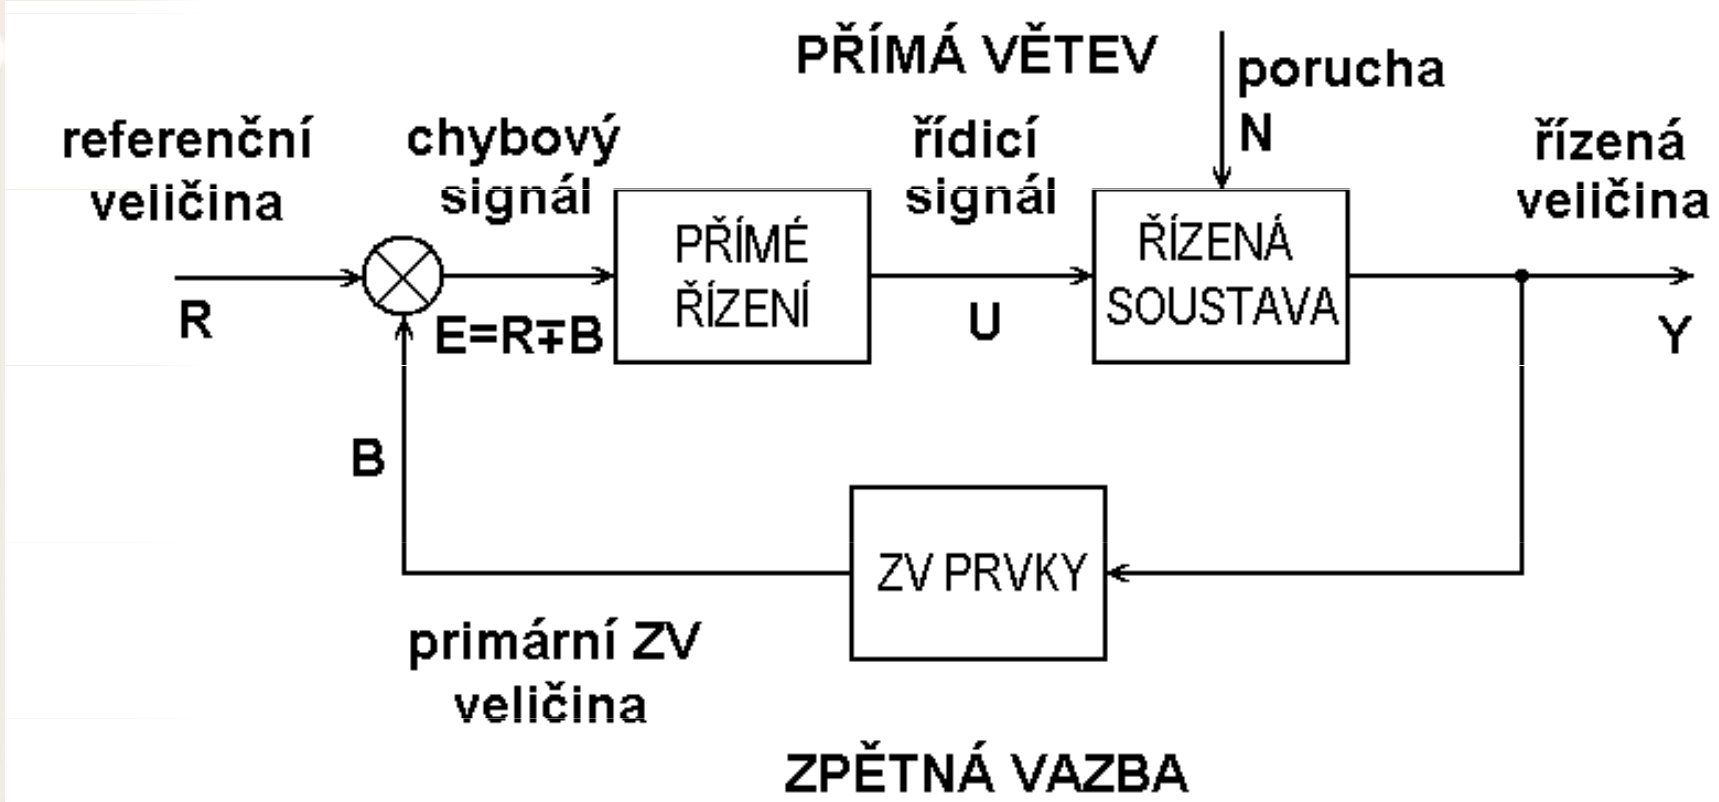 PŘÍMÁ VĚTEV
porucha
N
referenční
veličina
chybový
signál
řídicí
signál
řízená
veličina
R
E=R∓B
PŘÍMÉ
ŘÍZENÍ
U
ŘÍZENÁ
SOUSTAVA
Y
B
ZV PRVKY
primární ZV
veličina
ZPĚTNÁ VAZBA